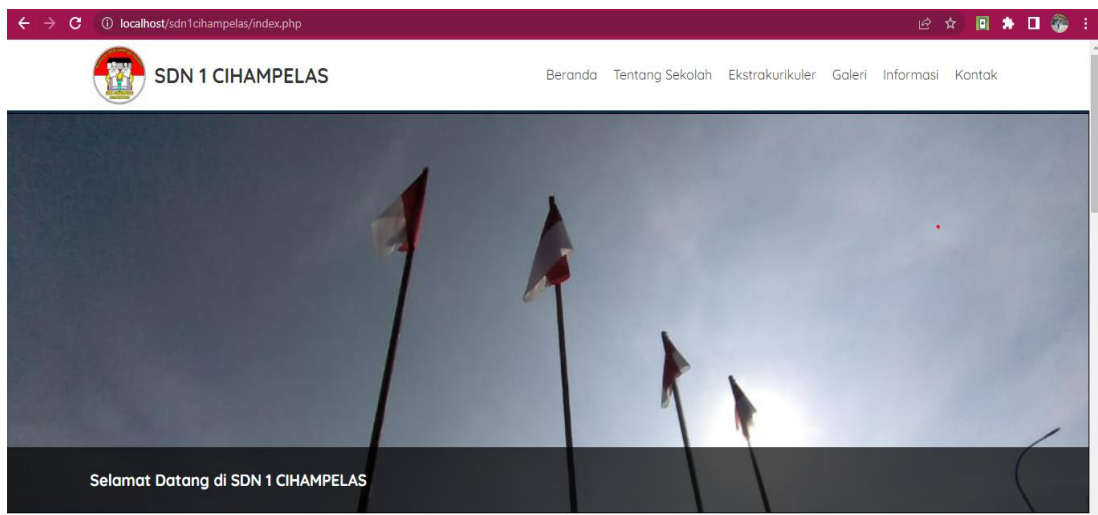 localhost/sdn1cihampelas/index.php
SDN 1 CIHAMPELAS
Beranda Tentang Sekolah Ekstrakurikuler Galeri Informasi Kontak
Selamat Datang di SDN 1 CIHAMPELAS